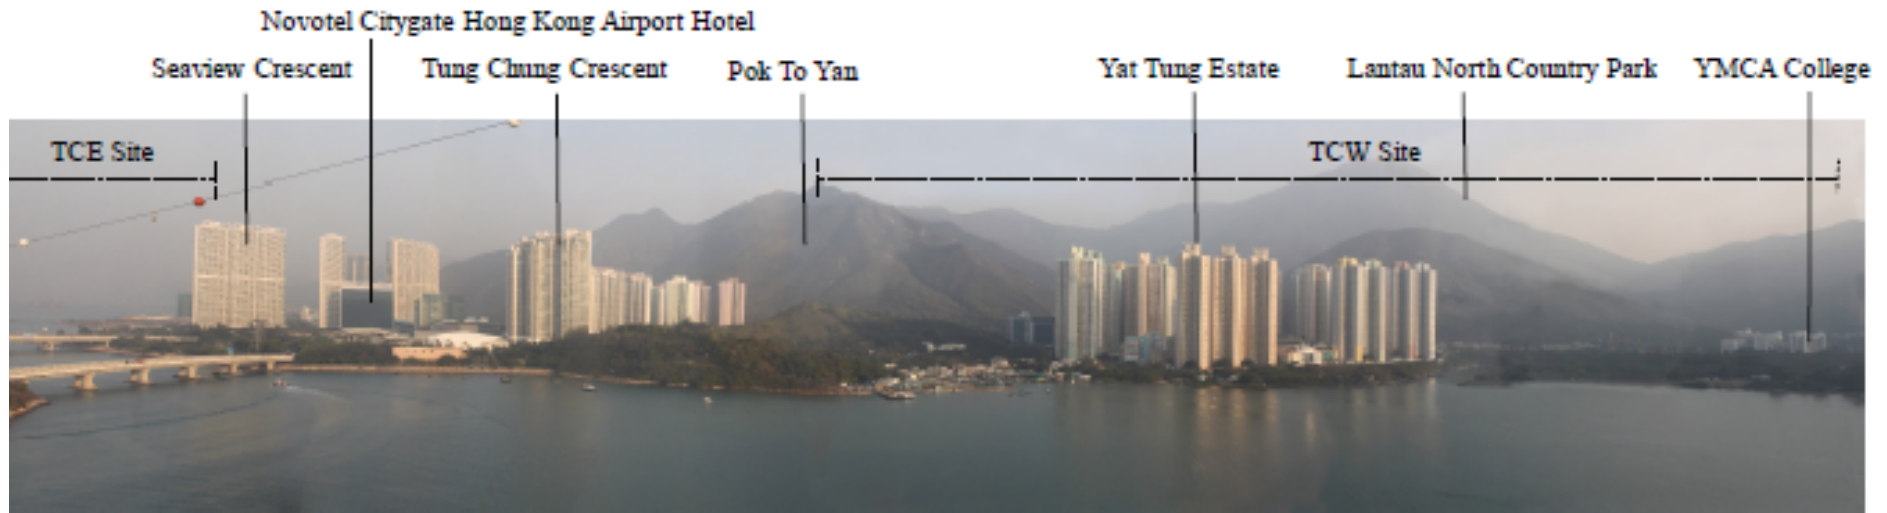 Novotel Citygate Hong Kong Airport Hotel
Seaview Crescent
Tung Chung Crescent
Pok To Yan
Yat Tung Estate
Lantau North Country Park
YMCA College
TCE Site
TCW Site